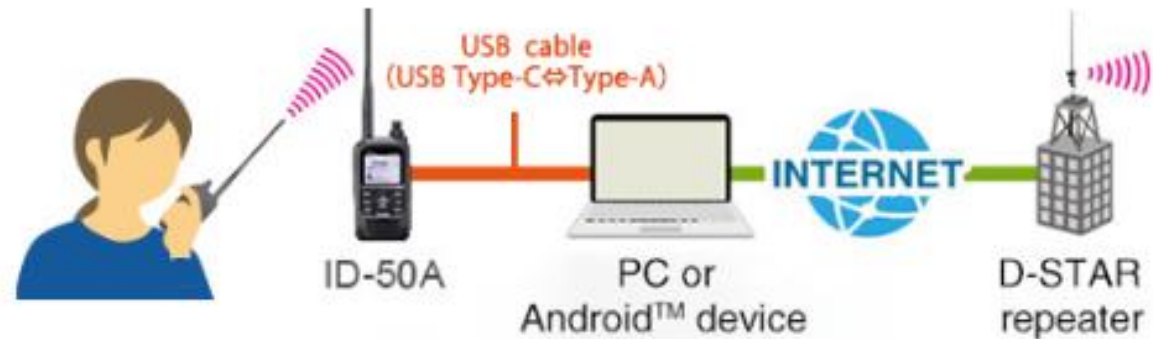 USB cable
(USB Type-C⇔Type-A)
INTERNET
ID-50A
PC or
Android™ device
D-STAR
repeater